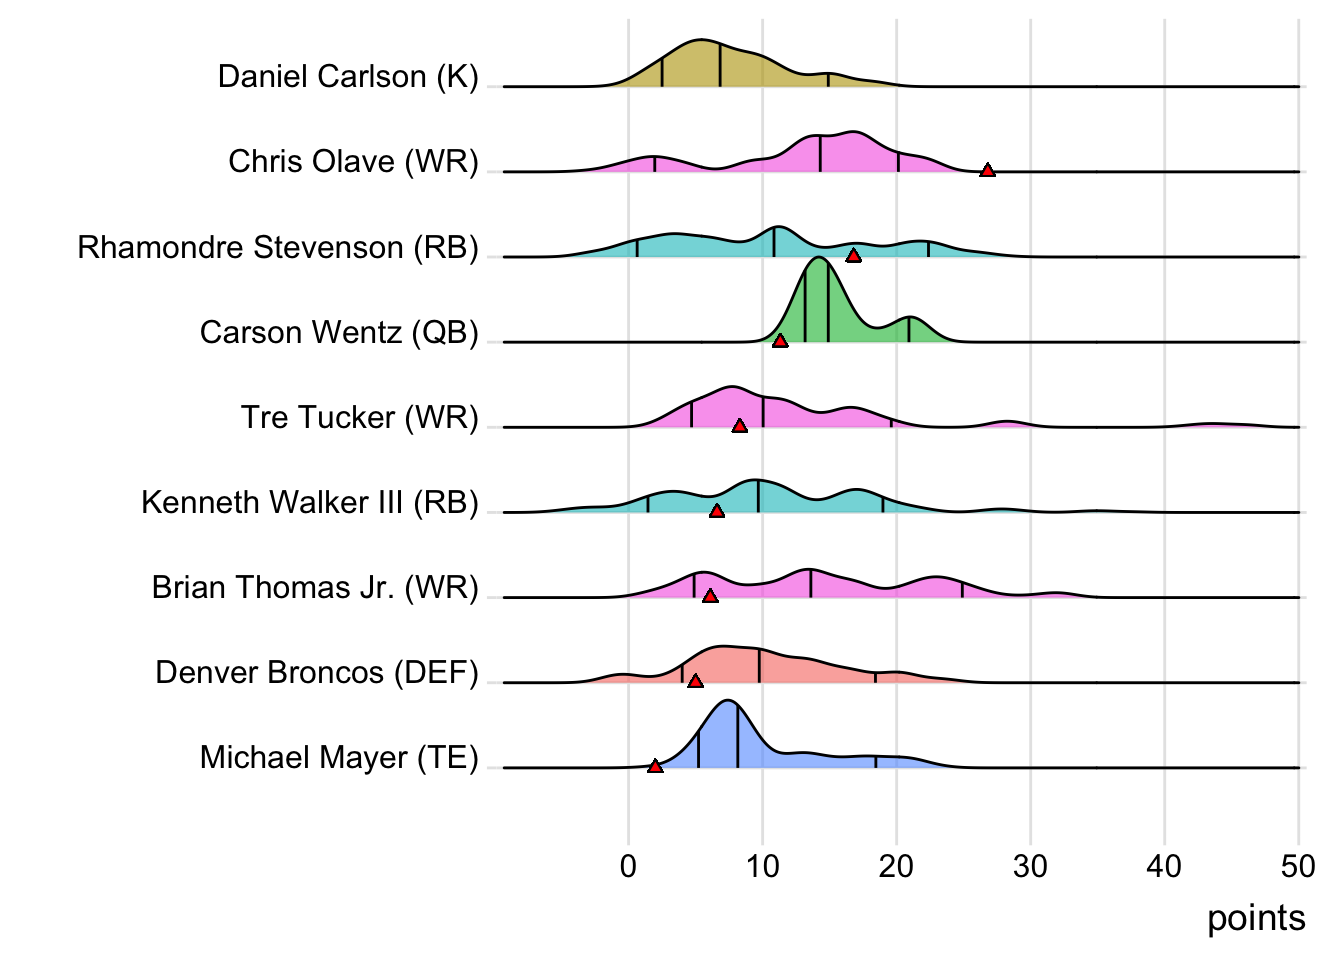 Daniel Carlson (K)
Chris Olave (WR)
Rhamondre Stevenson (RB)
Carson Wentz (QB)
Tre Tucker (WR)
Kenneth Walker III (RB)
Brian Thomas Jr. (WR)
Denver Broncos (DEF)
Michael Mayer (TE)
0 10 20 30 40 50
points